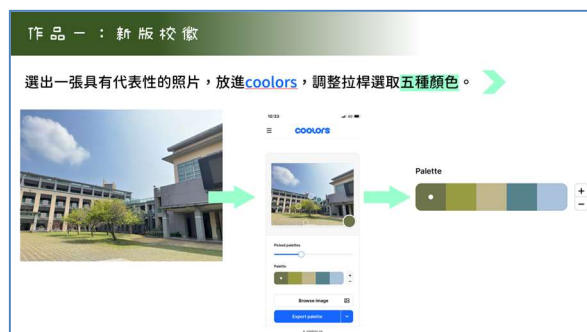 作品一：新版校徽
選出一張具有代表性的照片，放進coolors，調整拉桿選取五種顏色。
10:33
coolors
Picked palettes
Palette
Browse image
Export palette
Palette
+
−